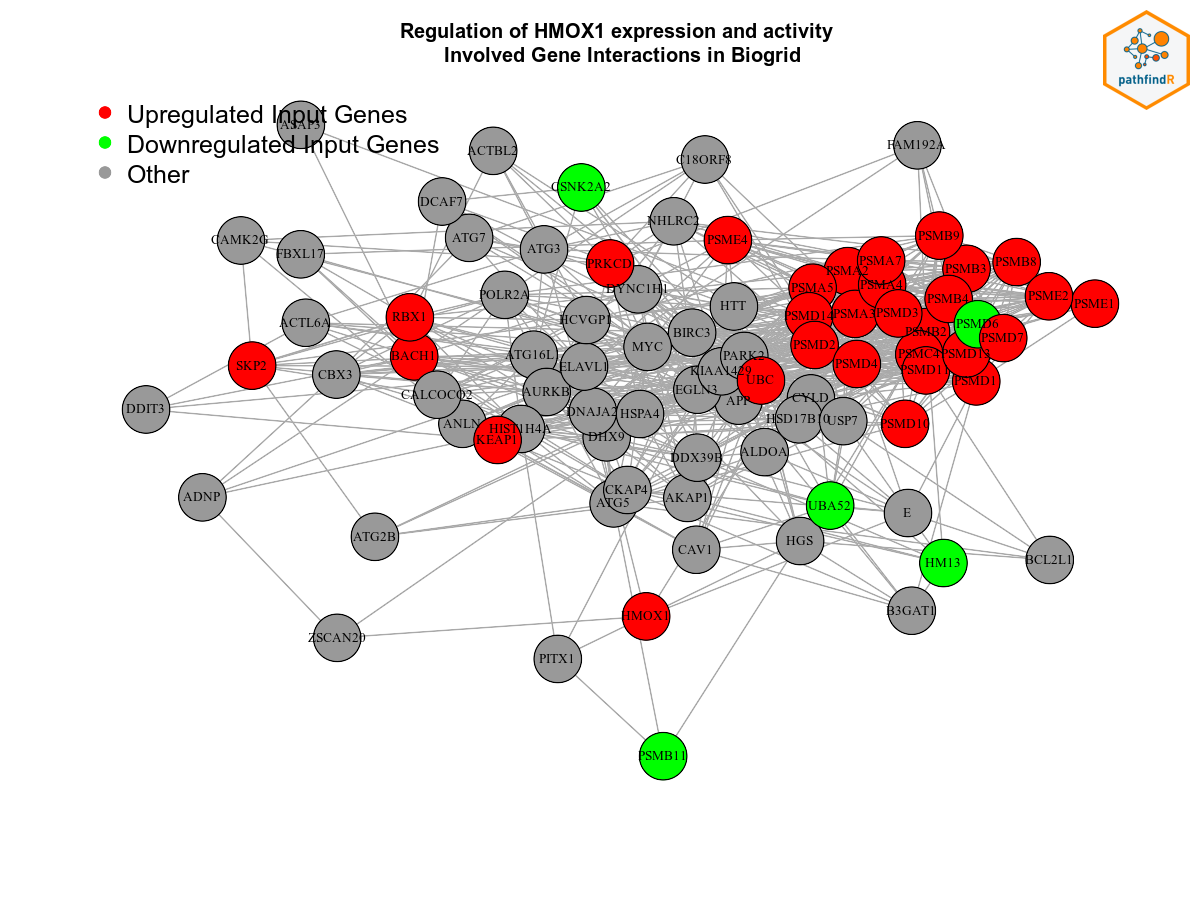 Regulation of HMOX1 expression and activity
Involved Gene Interactions in Biogrid
pathfindR
Upregulated Input Genes
Downregulated Input Genes
Other
ASAP3
ACTBL2
C18ORF8
FAM192A
CSNK2A2
DCAF7
NHLRC2
CAMK2G
FBXL17
ATG7
ATG3
PSME4
PSMB9
PRKCD
DYNC1H1
POLR2A
PSMA2
PSMA7
PSMB3
PSMB8
PSMA5
PSMA4
PSMB4
PSME2
PSME1
ACTL6A
RBX1
HCVGP1
HTT
PSMD14
PSMA3
PSMD3
PSMD6
BIRC3
PSMB2
PSMD7
MYC
PSMD2
SKP2
BACH1
ATG16L1
PARK2
PSMC4
PSMD13
CBX3
ELAVL1
KIAA1429
PSMD4
PSMD11
PSMD1
CALCOCO2
AURKB
EGLN3
UBC
APP
CYLD
DDIT3
DNAJA2
HSPA4
HSD17B10
USP7
PSMD10
ANLN
HIST1H4A
KEAP1
DHX9
DDX39B
ALDOA
ADNP
CKAP4
ATG5
AKAP1
UBA52
E
ATG2B
CAV1
HGS
HM13
BCL2L1
HMOX1
B3GAT1
ZSCAN20
PITX1
PSMB11